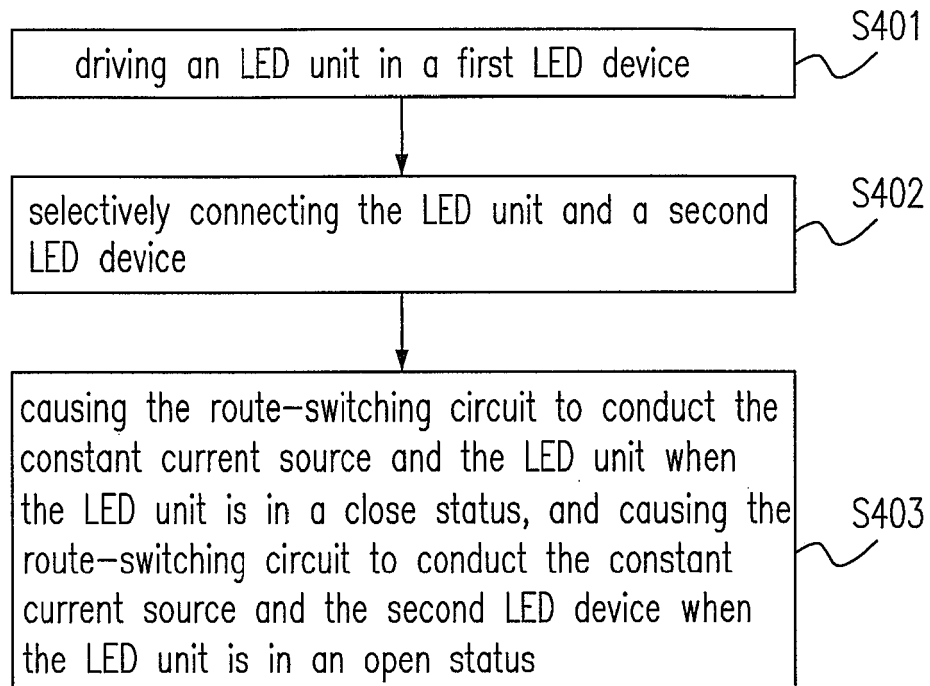 S401
driving an LED unit in a first LED device
S402
selectively connecting the LED unit and a second
LED device
causing the route-switching circuit to conduct the
constant current source and the LED unit when
the LED unit is in a close status, and causing the
route-switching circuit to conduct the constant
current source and the second LED device when
the LED unit is in an open status
S403